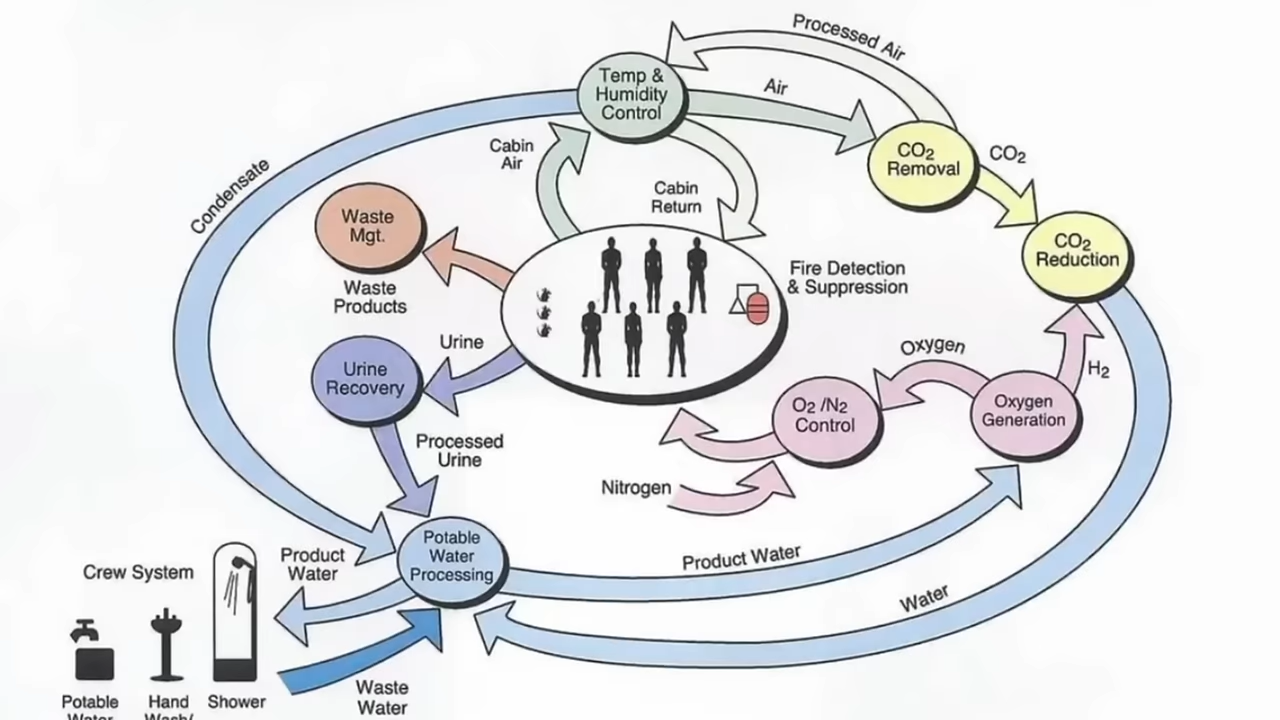 Processed Air
Temp &
Humidity
Control
Air
Cabin
Air
CO2
Removal
CO2
Condensate
Cabin
Return
Waste
Mgt.
CO2
Reduction
Fire Detection
& Suppression
Waste
Products
Urine
Oxygen
H2
Urine
Recovery
O2 /N2
Control
Oxygen
Generation
Processed
Urine
Nitrogen
Potable
Water
Processing
Product
Water
Product Water
Crew System
Water
Waste
Water
Potable
Water
Hand
Wash/
Shower